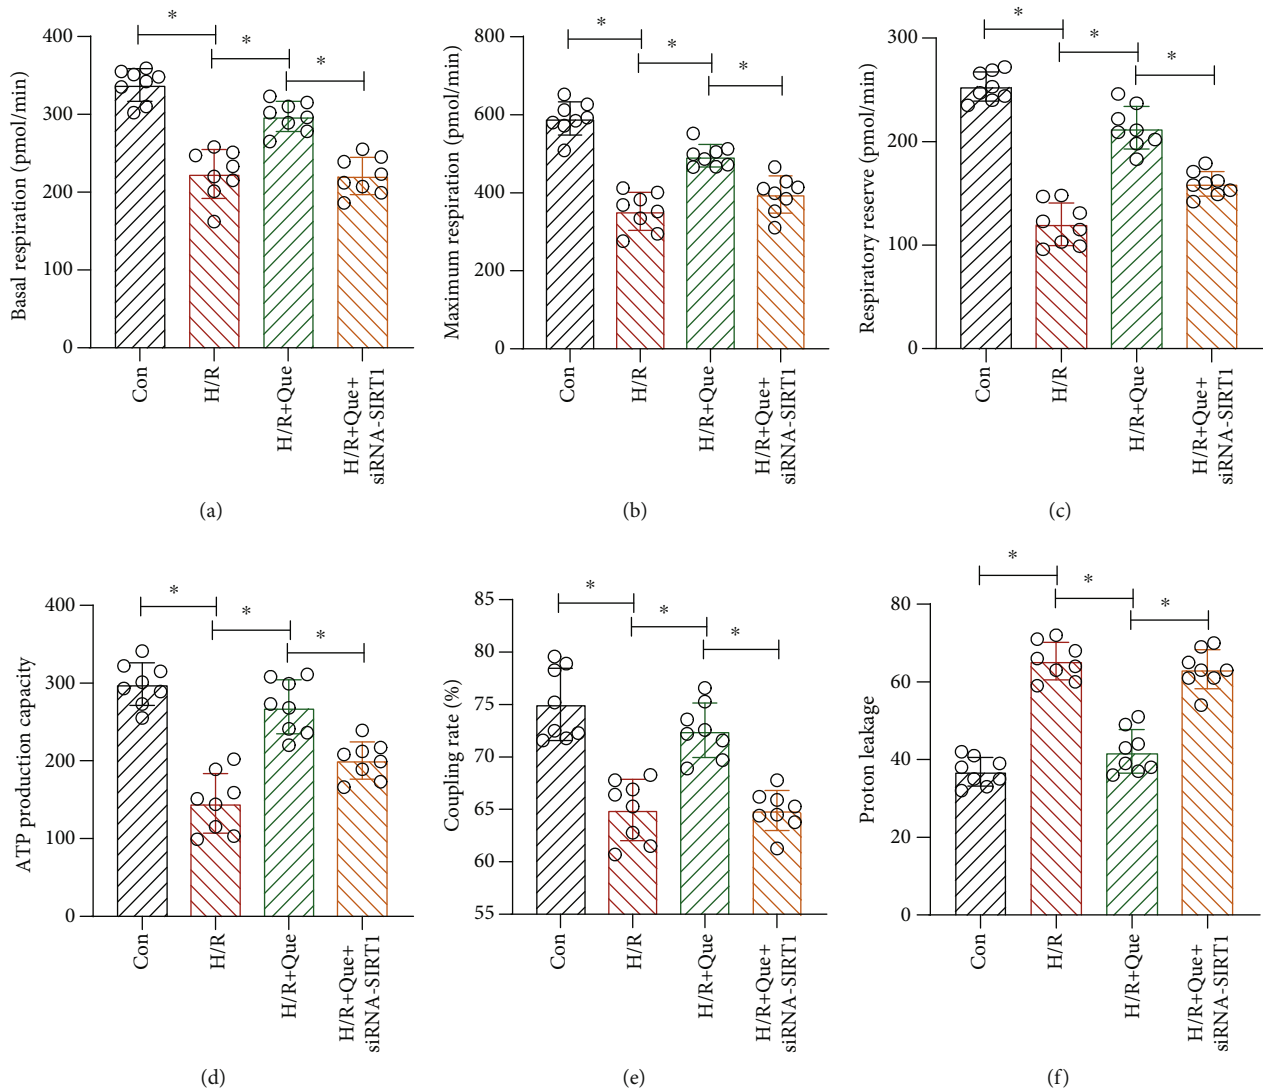 Basal respiration (pmol/min)
400
300
200
100
0
*
*
*
Con
H/R
H/R+Que
H/R+Que+
siRNA-SIRT1
(a)
Maximum respiration (pmol/min)
800
600
400
200
0
*
*
*
Con
H/R
H/R+Que
H/R+Que+
siRNA-SIRT1
(b)
Respiratory reserve (pmol/min)
300
200
100
0
*
*
*
Con
H/R
H/R+Que
H/R+Que+
siRNA-SIRT1
(c)
ATP production capacity
400
300
200
100
0
*
*
*
Con
H/R
H/R+Que
H/R+Que+
siRNA-SIRT1
(d)
Coupling rate (%)
85
80
75
70
65
60
55
*
*
*
Con
H/R
H/R+Que
H/R+Que+
siRNA-SIRT1
(e)
Proton leakage
80
60
40
20
0
*
*
*
Con
H/R
H/R+Que
H/R+Que+
siRNA-SIRT1
(f)